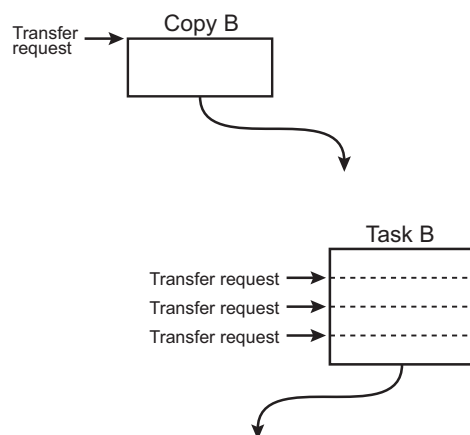 Copy B
Transfer
request
Task B
Transfer request
Transfer request
Transfer request